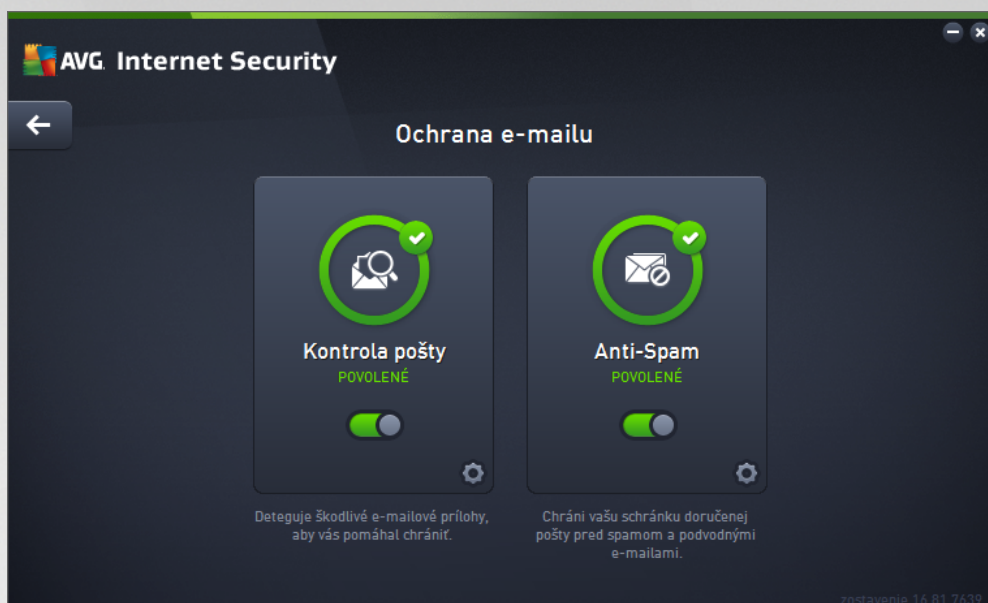 AVG. Internet Security
Ochrana e-mailu
Kontrola pošty
POVOLENÉ
Deteguje škodlivé e-mailové prílohy,
aby vás pomáhal chrániť.
Anti-Spam
POVOLENÉ
Chráni vašu schránku doručenej
pošty pred spamom a podvodnými
e-mailami.
zostavenie 16.81.7639